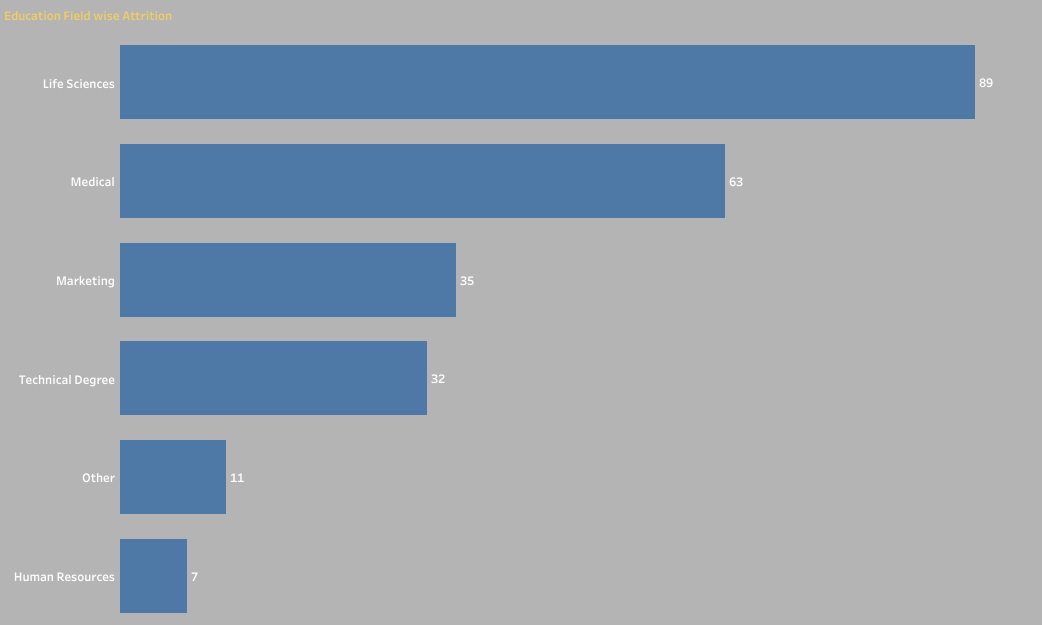 Education Field wise Attrition
Life Sciences 89
Medical 63
Marketing 35
Technical Degree 32
Other 11
Human Resources 7